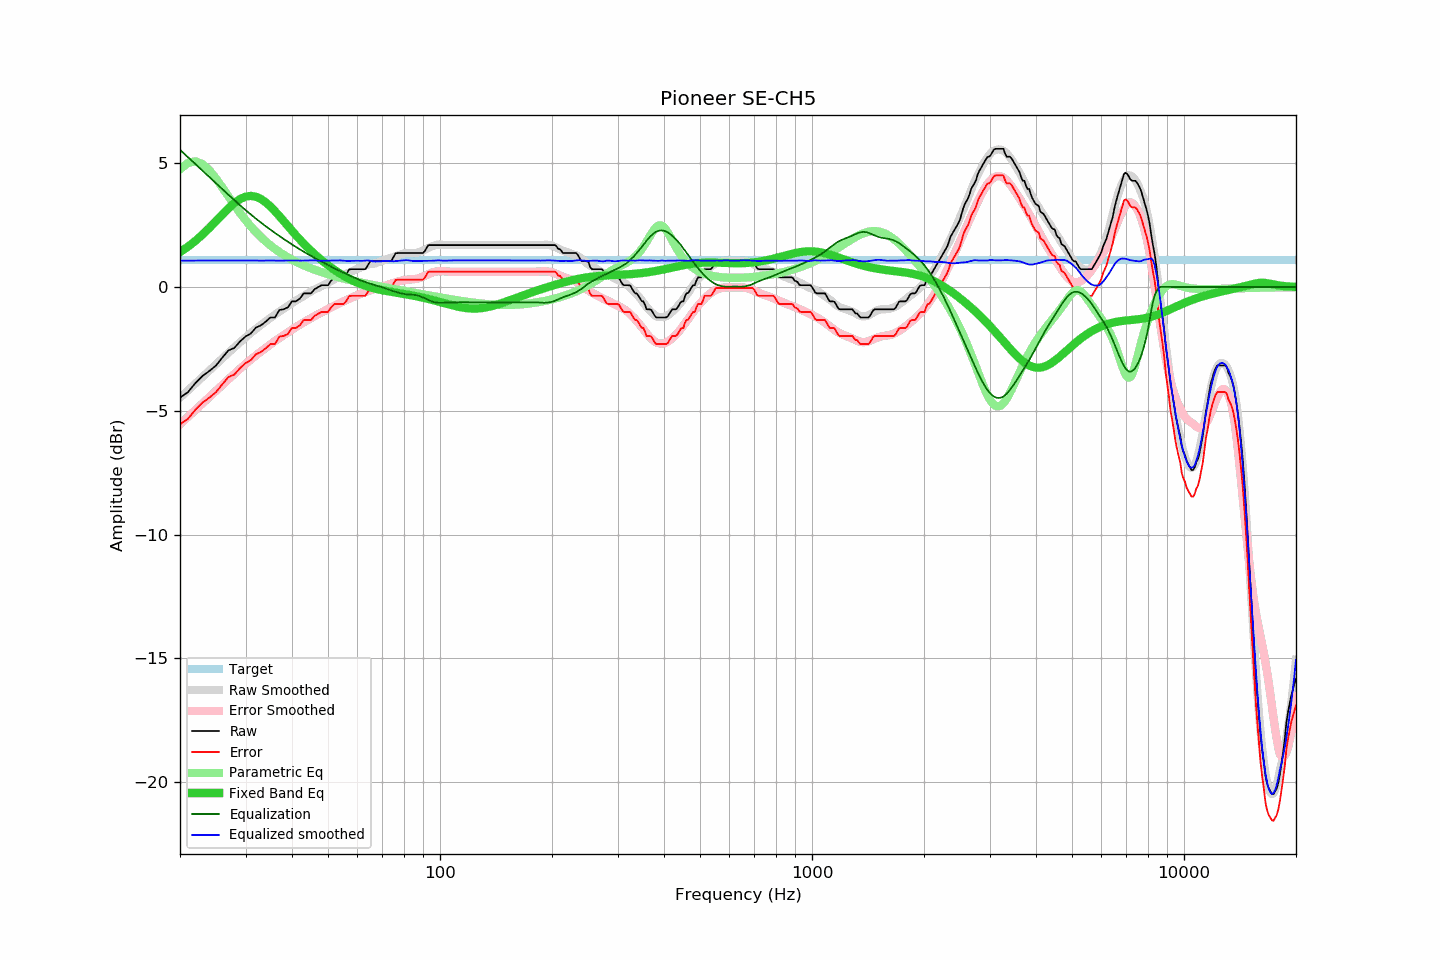 Pioneer SE-CH5
5
0
−5
−10
−15
−20
Amplitude (dBr)
Target
Raw Smoothed
Error Smoothed
Raw
Error
Parametric Eq
Fixed Band Eq
Equalization
Equalized smoothed
100
1000
10000
Frequency (Hz)